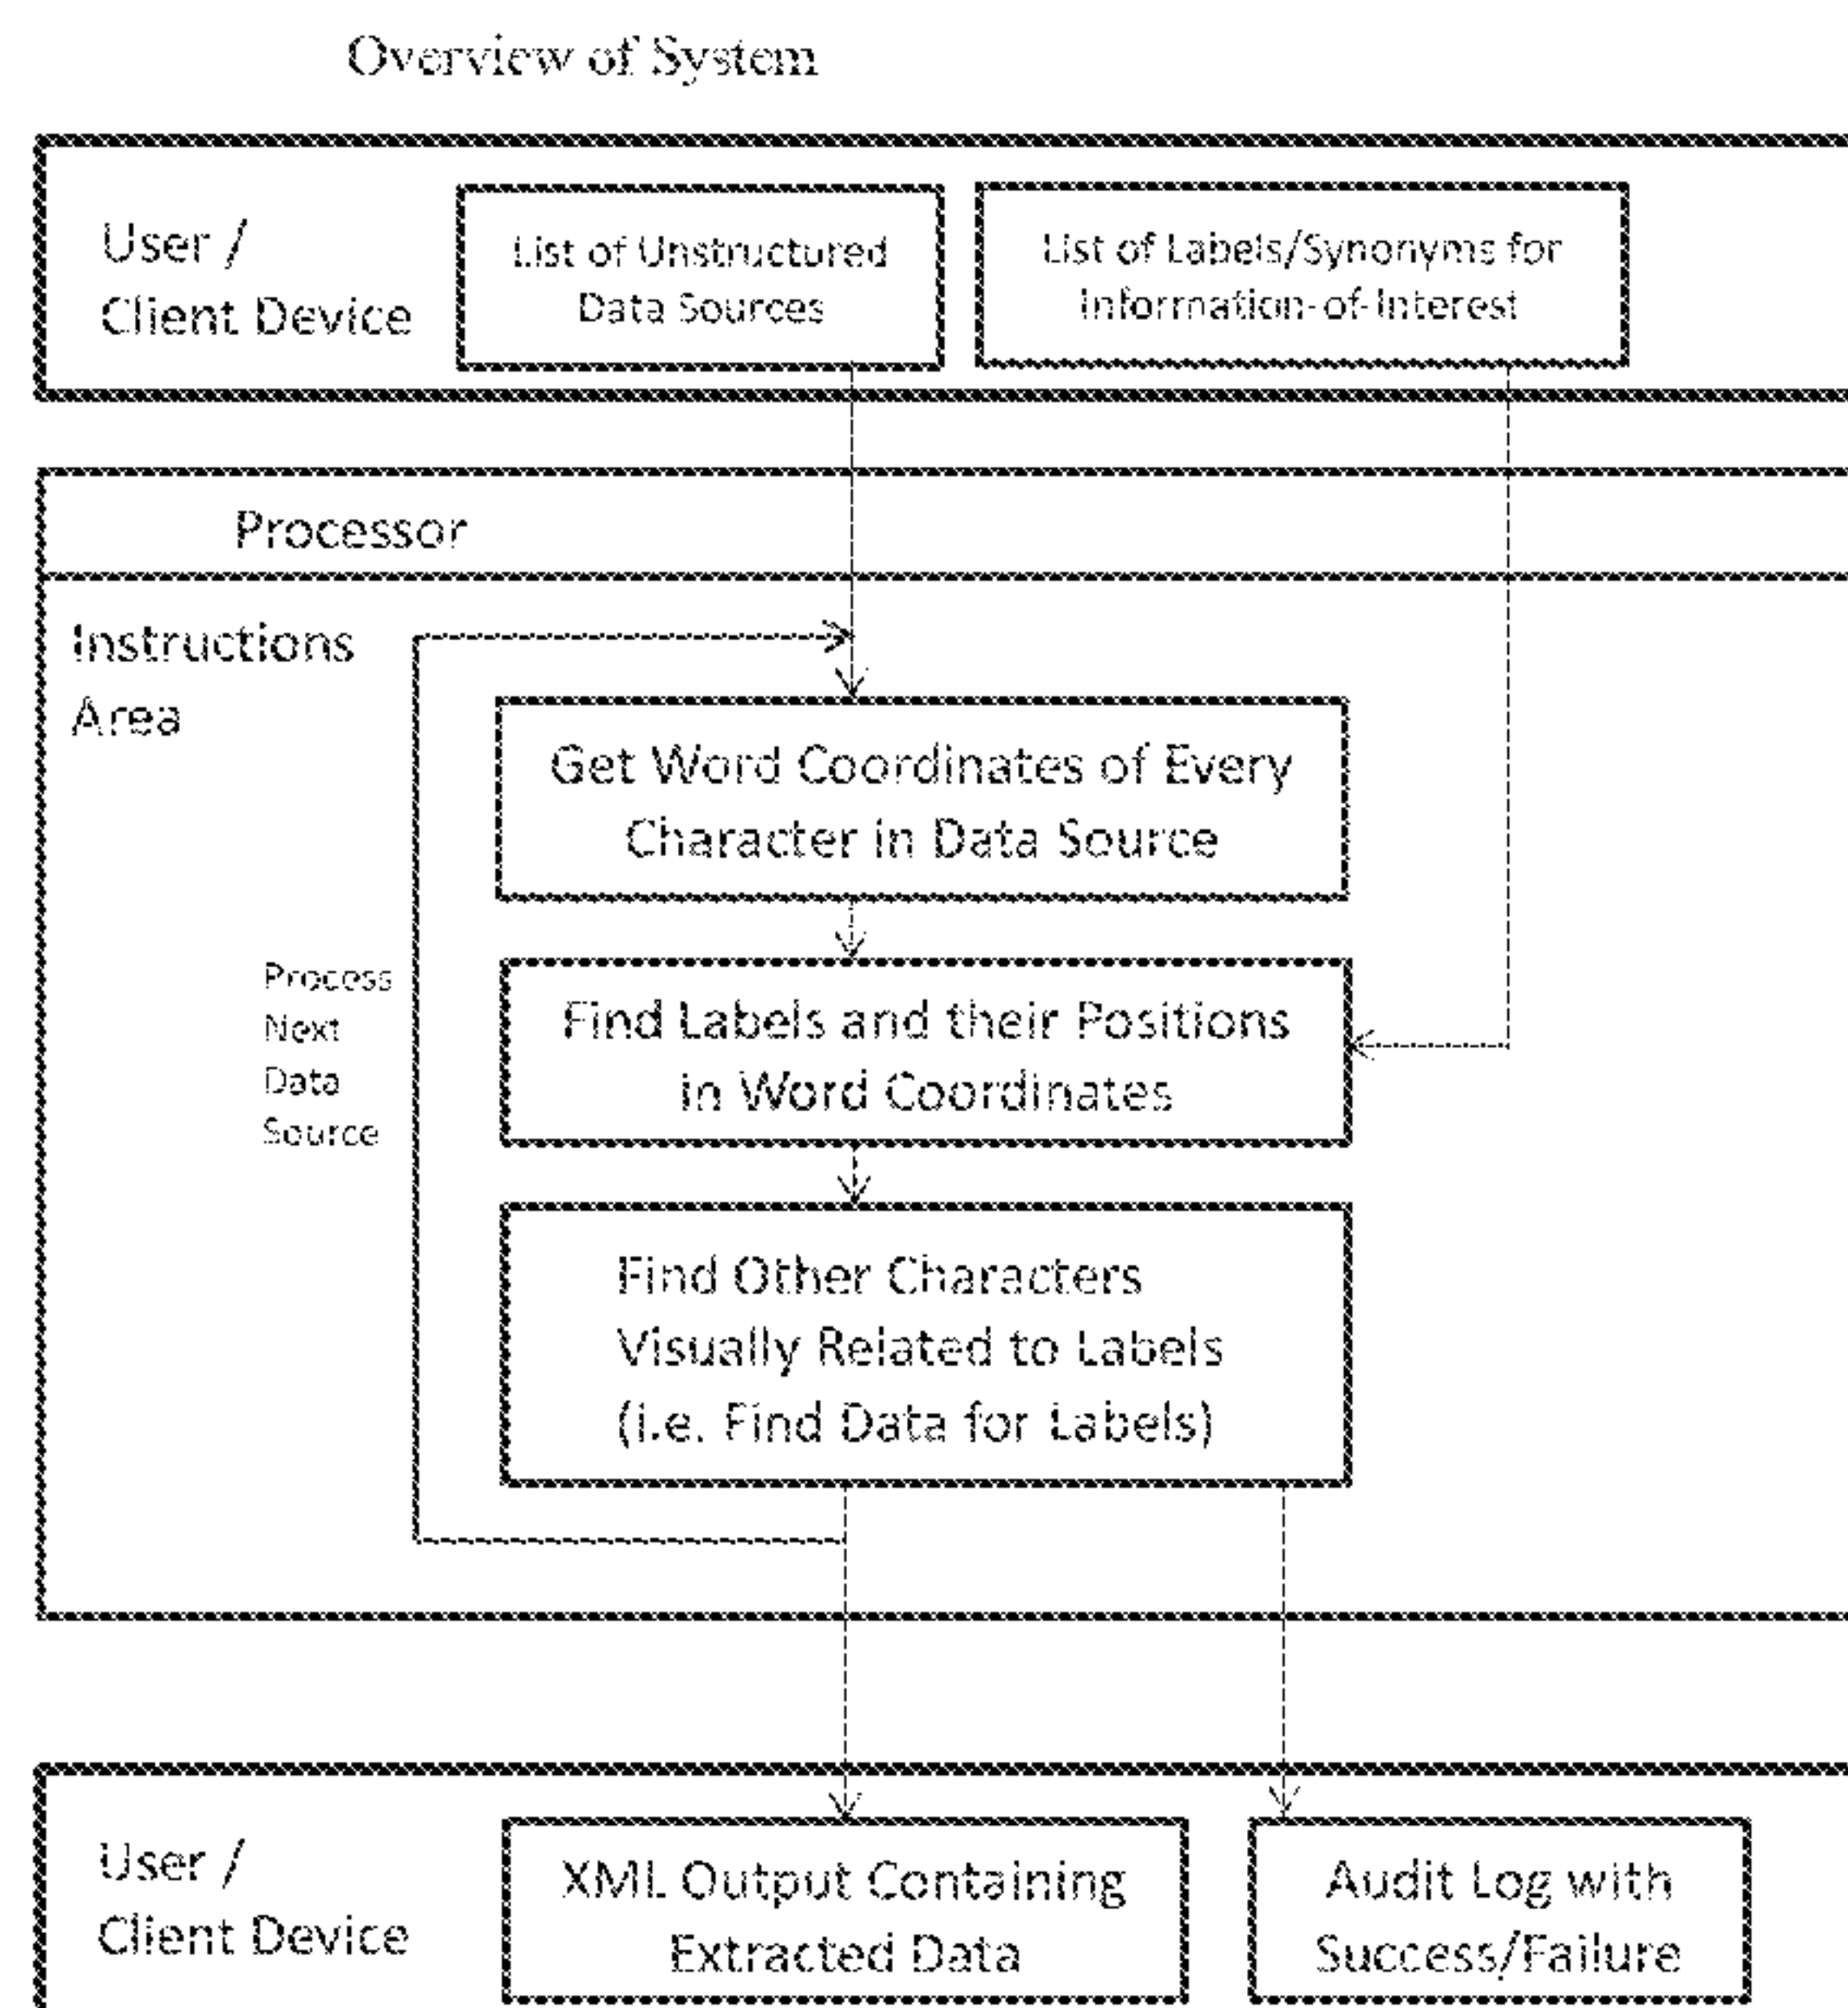 Overview of System
User /
Client Device
List of Unstructured
Data Sources
List of Labels/Synonyms for
Information-of-Interest
Processor
Instructions
Area
Get Word Coordinates of Every
Character in Data Source
Process
Next
Data
Source
Find Labels and their Positions
in Word Coordinates
Find Other Characters
Visually Related to Labels
(i.e. Find Data for Labels)
User /
Client Device
XML Output Containing
Extracted Data
Audit Log with
Success/Failure